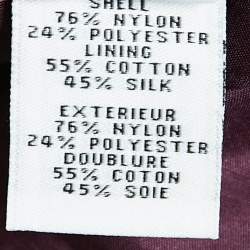 SHELL
76% NYLON
24% POLYESTER
LINING
55% COTTON
45% SILK
EXTERIEUR
76% NYLON
24% POLYESTER
DOUBLURE
55% COTON
45% SOIE